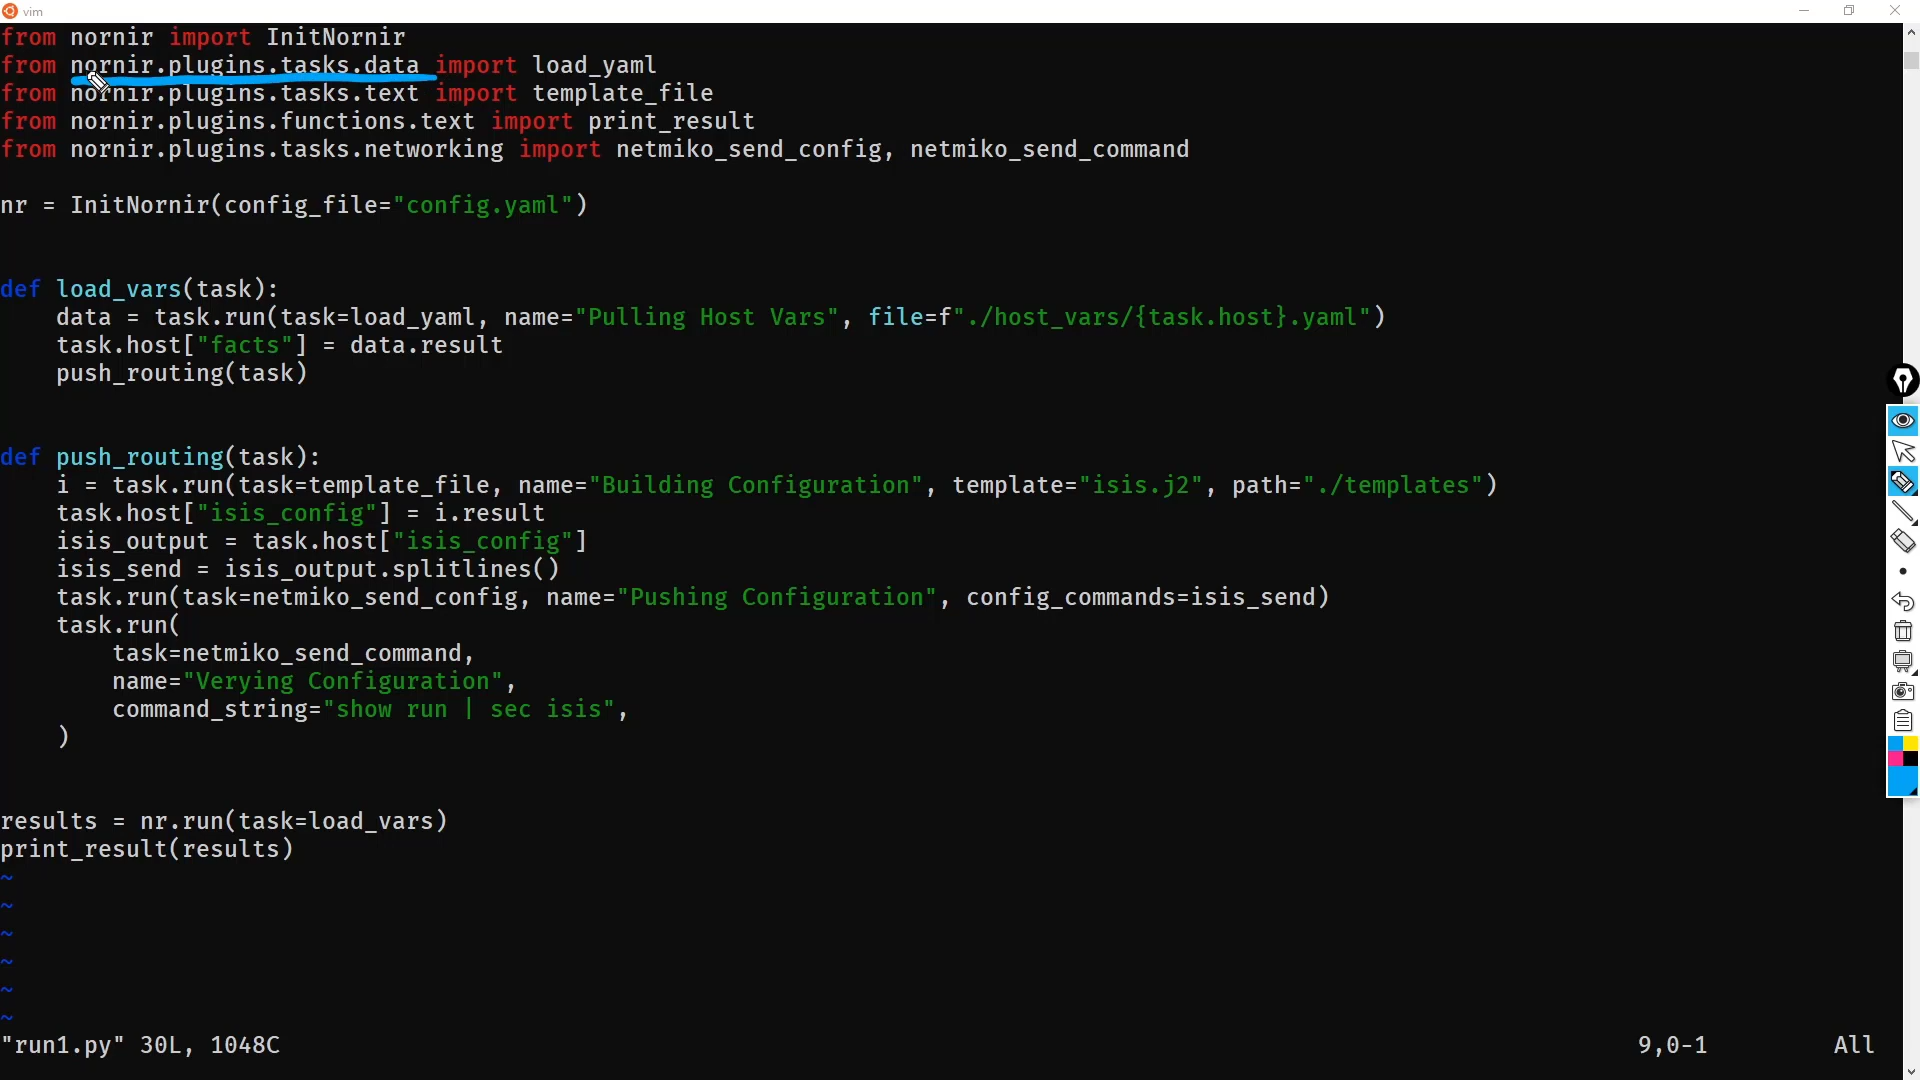 vim
from nornir import InitNornir
from nornir.plugins.tasks.data import load_yaml
from nornir.plugins.tasks.text import template_file
from nornir.plugins.functions.text import print_result
from nornir.plugins.tasks.networking import netmiko_send_config, netmiko_send_command
nr = InitNornir(config_file="config.yaml")
def load_vars(task):
    data = task.run(task=load_yaml, name="Pulling Host Vars", file=f"./host_vars/{task.host}.yaml")
    task.host["facts"] = data.result
    push_routing(task)
def push_routing(task):
    i = task.run(task=template_file, name="Building Configuration", template="isis.j2", path="./templates")
    task.host["isis_config"] = i.result
    isis_output = task.host["isis_config"]
    isis_send = isis_output.splitlines()
    task.run(task=netmiko_send_config, name="Pushing Configuration", config_commands=isis_send)
    task.run(
        task=netmiko_send_command,
        name="Verying Configuration",
        command_string="show run | sec isis",
    )
results = nr.run(task=load_vars)
print_result(results)
~
~
~
~
~
~
"run1.py" 30L, 1048C 9,0-1 All